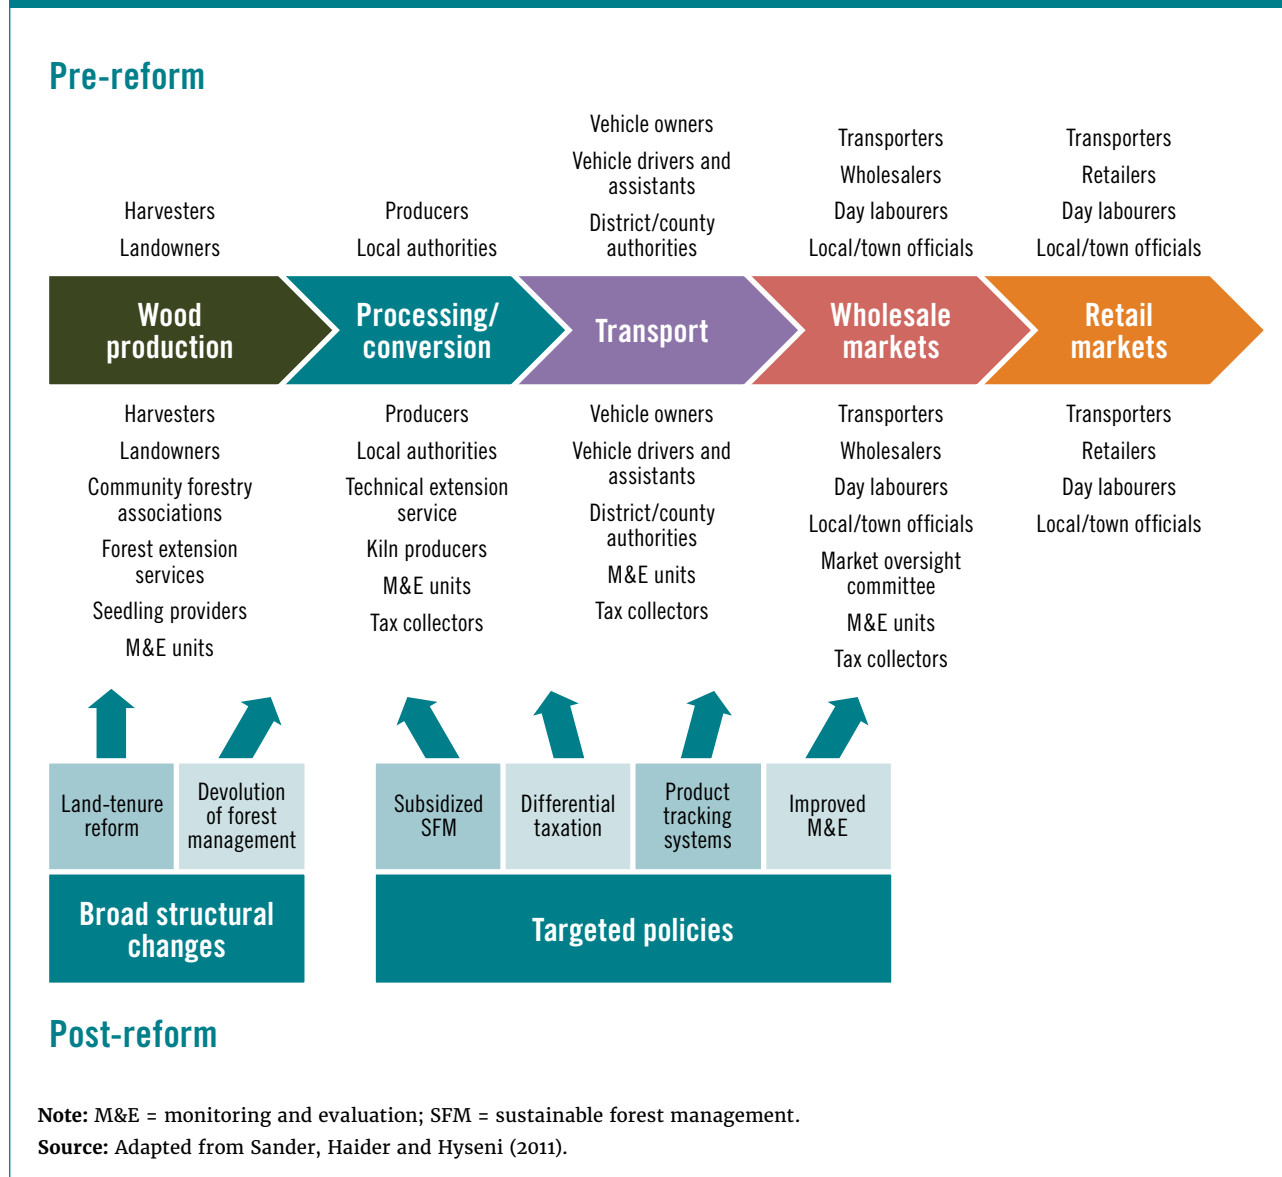 Pre-reform
Harvesters
Landowners
Producers
Local authorities
Vehicle owners
Vehicle drivers and
assistants
District/county
authorities
Transporters
Wholesalers
Day labourers
Local/town officials
Transporters
Retailers
Day labourers
Local/town officials
Wood
production
Processing/
conversion
Transport
Wholesale
markets
Retail
markets
Harvesters
Landowners
Community forestry
associations
Forest extension
services
Seedling providers
M&E units
Producers
Local authorities
Technical extension
service
Kiln producers
M&E units
Tax collectors
Vehicle owners
Vehicle drivers and
assistants
District/county
authorities
M&E units
Tax collectors
Transporters
Wholesalers
Day labourers
Local/town officials
Market oversight
committee
M&E units
Tax collectors
Transporters
Retailers
Day labourers
Local/town officials
Land-tenure
reform
Devolution
of forest
management
Subsidized
SFM
Differential
taxation
Product
tracking
systems
Improved
M&E
Broad structural
changes
Targeted policies
Post-reform
Note: M&E = monitoring and evaluation; SFM = sustainable forest management.
Source: Adapted from Sander, Haider and Hyseni (2011).